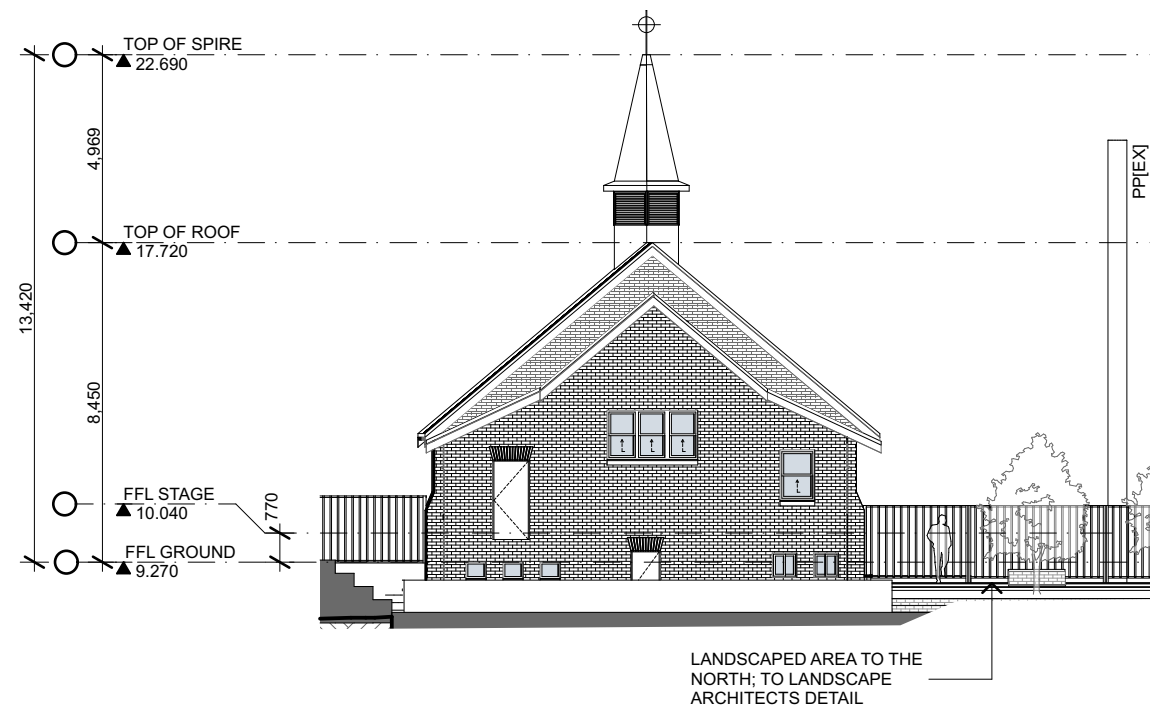 TOP OF SPIRE
22.690
4,969
PP[EX]
TOP OF ROOF
17.720
13,420
8,450
FFL STAGE
10.040
770
FFL GROUND
9.270
LANDSCAPED AREA TO THE
NORTH; TO LANDSCAPE
ARCHITECTS DETAIL